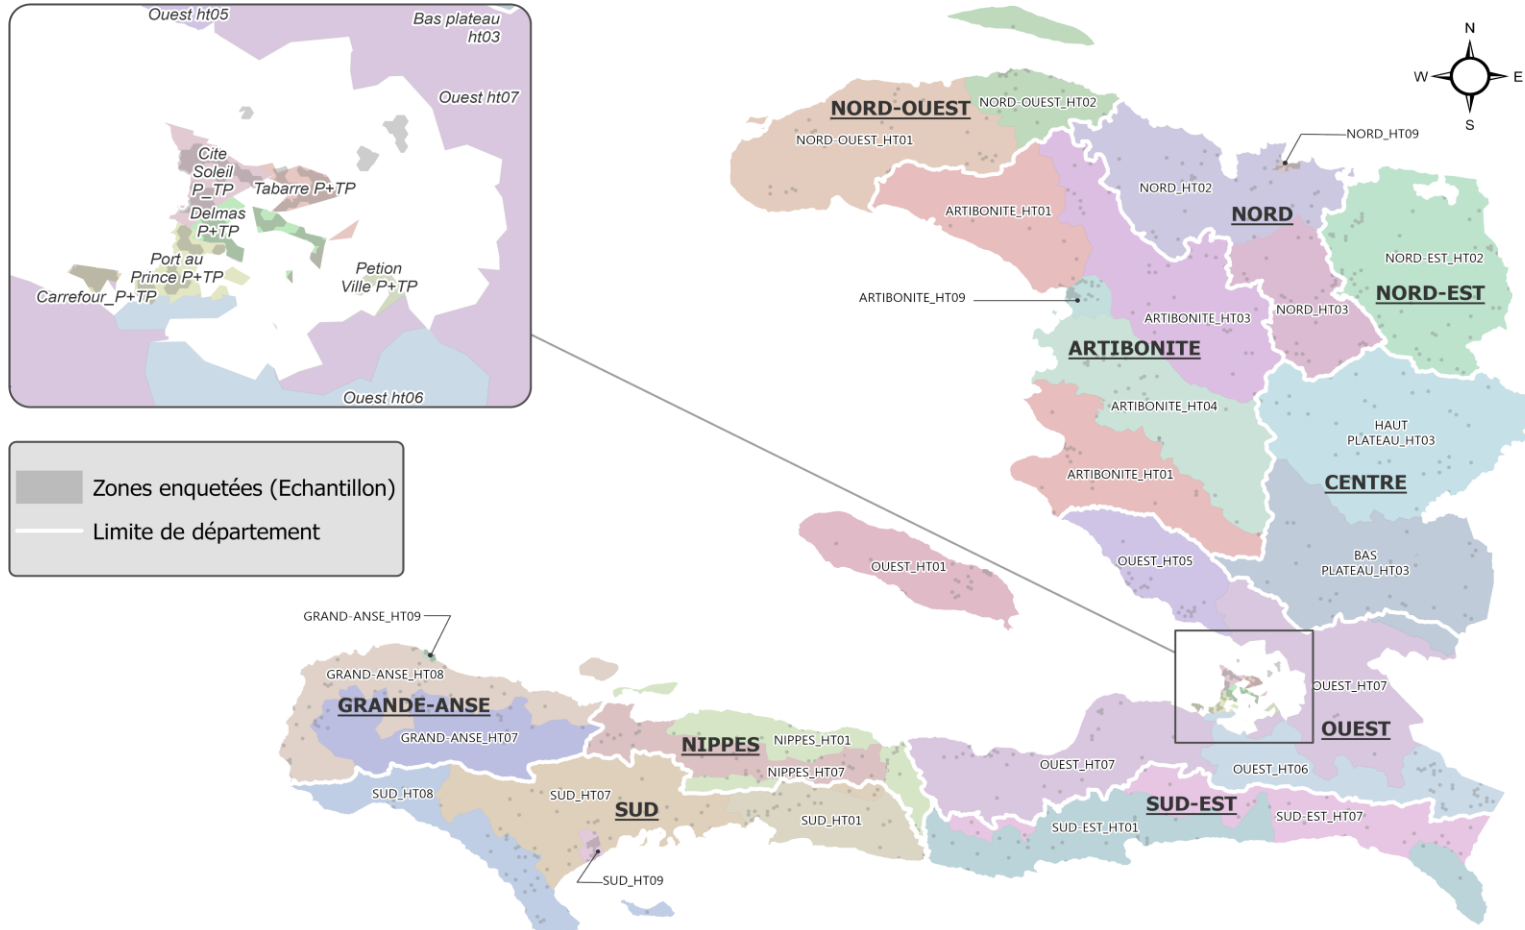 Ouest ht05
Bas plateau
ht03
Ouest ht07
Cite
Soleil
P_TP
Tabarre P+TP
Delmas
P+TP
Port au
Prince P+TP
Petion
Ville P+TP
Carrefour_P+TP
Ouest ht06
Zones enquetées (Echantillon)
Limite de département
N
W
E
S
NORD-OUEST
NORD-OUEST_HT02
NORD-OUEST_HT01
NORD_HT09
NORD_HT02
NORD
ARTIBONITE_HT01
NORD-EST_HT02
NORD-EST
ARTIBONITE_HT09
ARTIBONITE_HT03
NORD_HT03
ARTIBONITE
ARTIBONITE_HT04
HAUT
PLATEAU_HT03
ARTIBONITE_HT01
CENTRE
OUEST_HT01
OUEST_HT05
BAS
PLATEAU_HT03
GRAND-ANSE_HT09
GRAND-ANSE_HT08
GRANDE-ANSE
GRAND-ANSE_HT07
NIPPES
NIPPES_HT01
NIPPES_HT07
OUEST_HT07
OUEST
OUEST_HT07
OUEST_HT06
SUD_HT08
SUD_HT07
SUD
SUD_HT01
SUD-EST
SUD-EST_HT01
SUD-EST_HT07
SUD_HT09